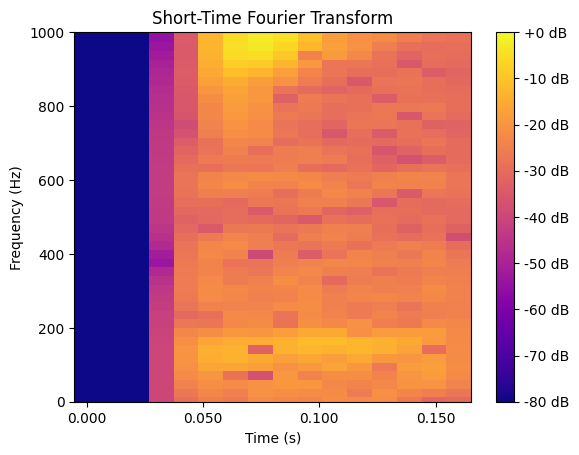 Short-Time Fourier Transform
1000
800
600
400
200
0
Frequency (Hz)
0.000
0.050
0.100
0.150
Time (s)
+0 dB
-10 dB
-20 dB
-30 dB
-40 dB
-50 dB
-60 dB
-70 dB
-80 dB